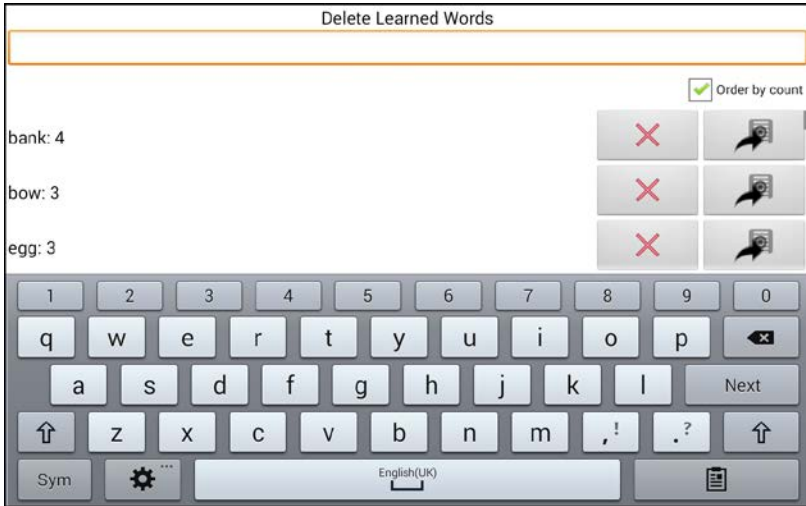 Delete Learned Words
Order by count
bank: 4
bow: 3
egg: 3
1 2 3 4 5 6 7 8 9 0
q w e r t y u i o p
a s d f g h j k l Next
z x c v b n m , ! . ?
Sym ... English(UK)